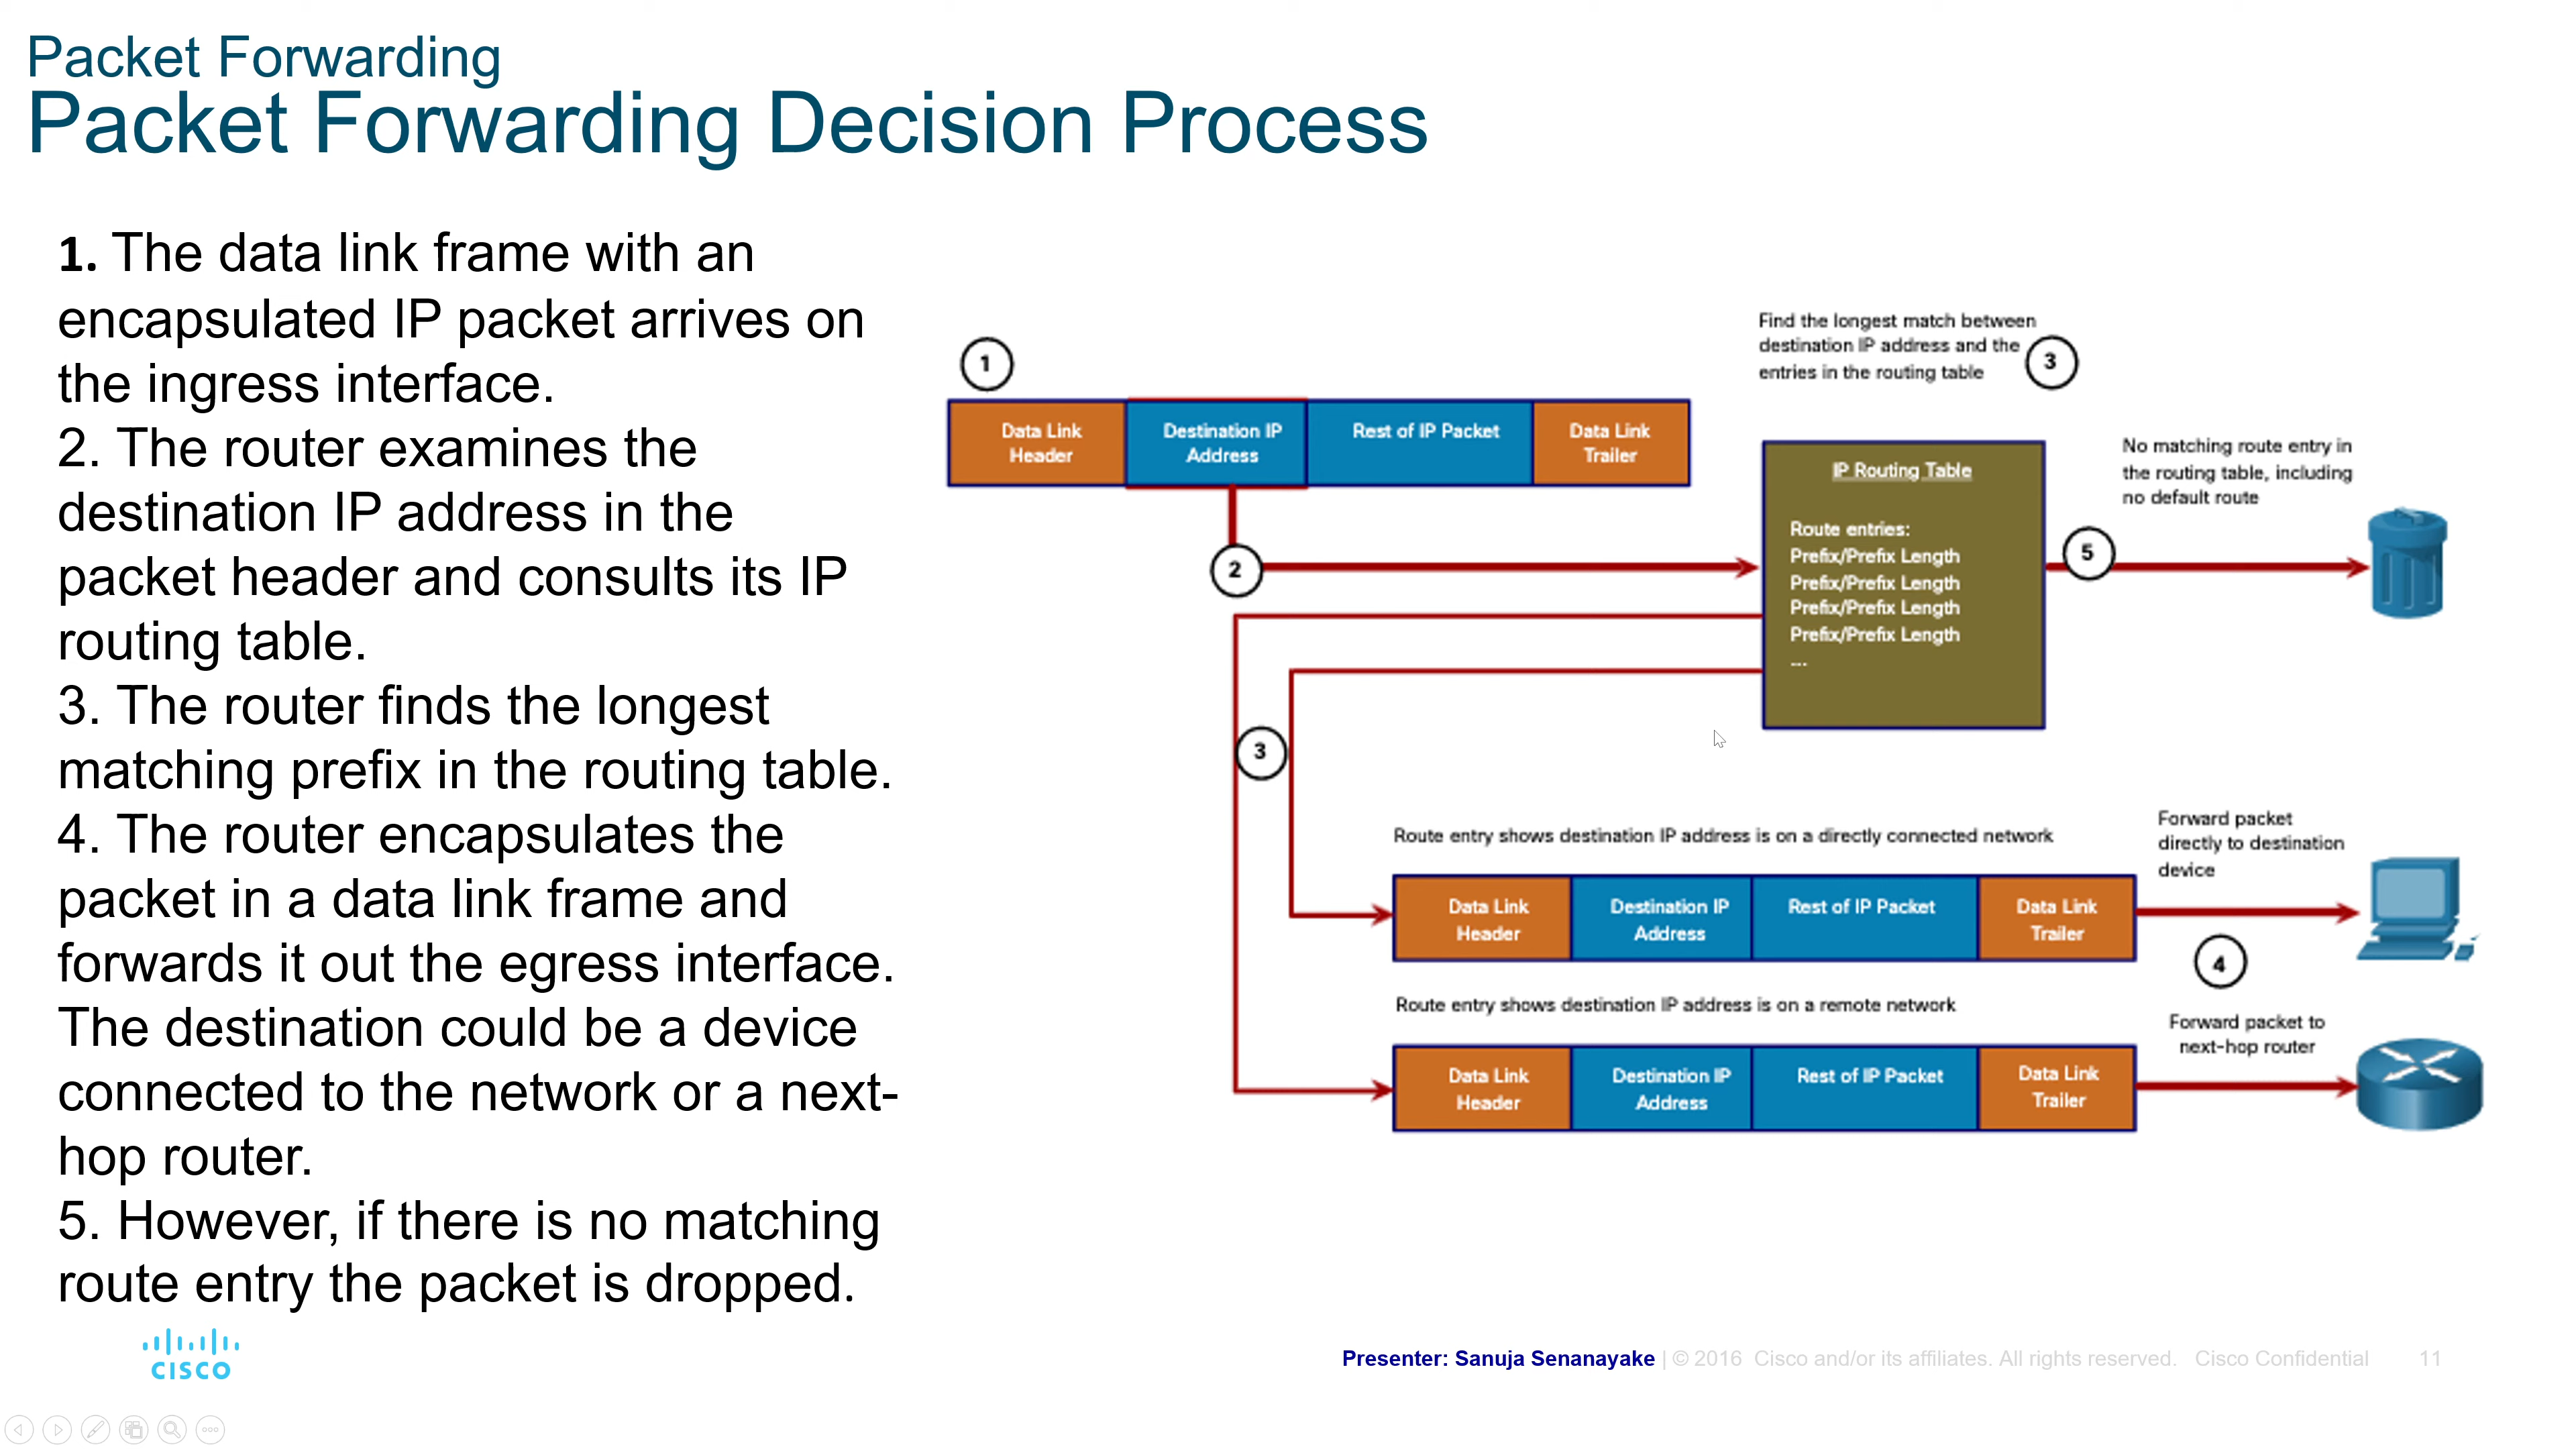 Packet Forwarding
Packet Forwarding Decision Process
1. The data link frame with an
encapsulated IP packet arrives on
the ingress interface.
2. The router examines the
destination IP address in the
packet header and consults its IP
routing table.
3. The router finds the longest
matching prefix in the routing table.
4. The router encapsulates the
packet in a data link frame and
forwards it out the egress interface.
The destination could be a device
connected to the network or a next-
hop router.
5. However, if there is no matching
route entry the packet is dropped.
1
Data Link
Header
Destination IP
Address
Rest of IP Packet
Data Link
Trailer
2
Find the longest match between
destination IP address and the
entries in the routing table
3
IP Routing Table
Route entries:
Prefix/Prefix Length
Prefix/Prefix Length
Prefix/Prefix Length
Prefix/Prefix Length
...
No matching route entry in
the routing table, including
no default route
5
3
Route entry shows destination IP address is on a directly connected network
Data Link
Header
Destination IP
Address
Rest of IP Packet
Data Link
Trailer
Forward packet
directly to destination
device
4
Route entry shows destination IP address is on a remote network
Data Link
Header
Destination IP
Address
Rest of IP Packet
Data Link
Trailer
Forward packet to
next-hop router
CISCO
Presenter: Sanuja Senanayake | © 2016 Cisco and/or its affiliates. All rights reserved. Cisco Confidential 11